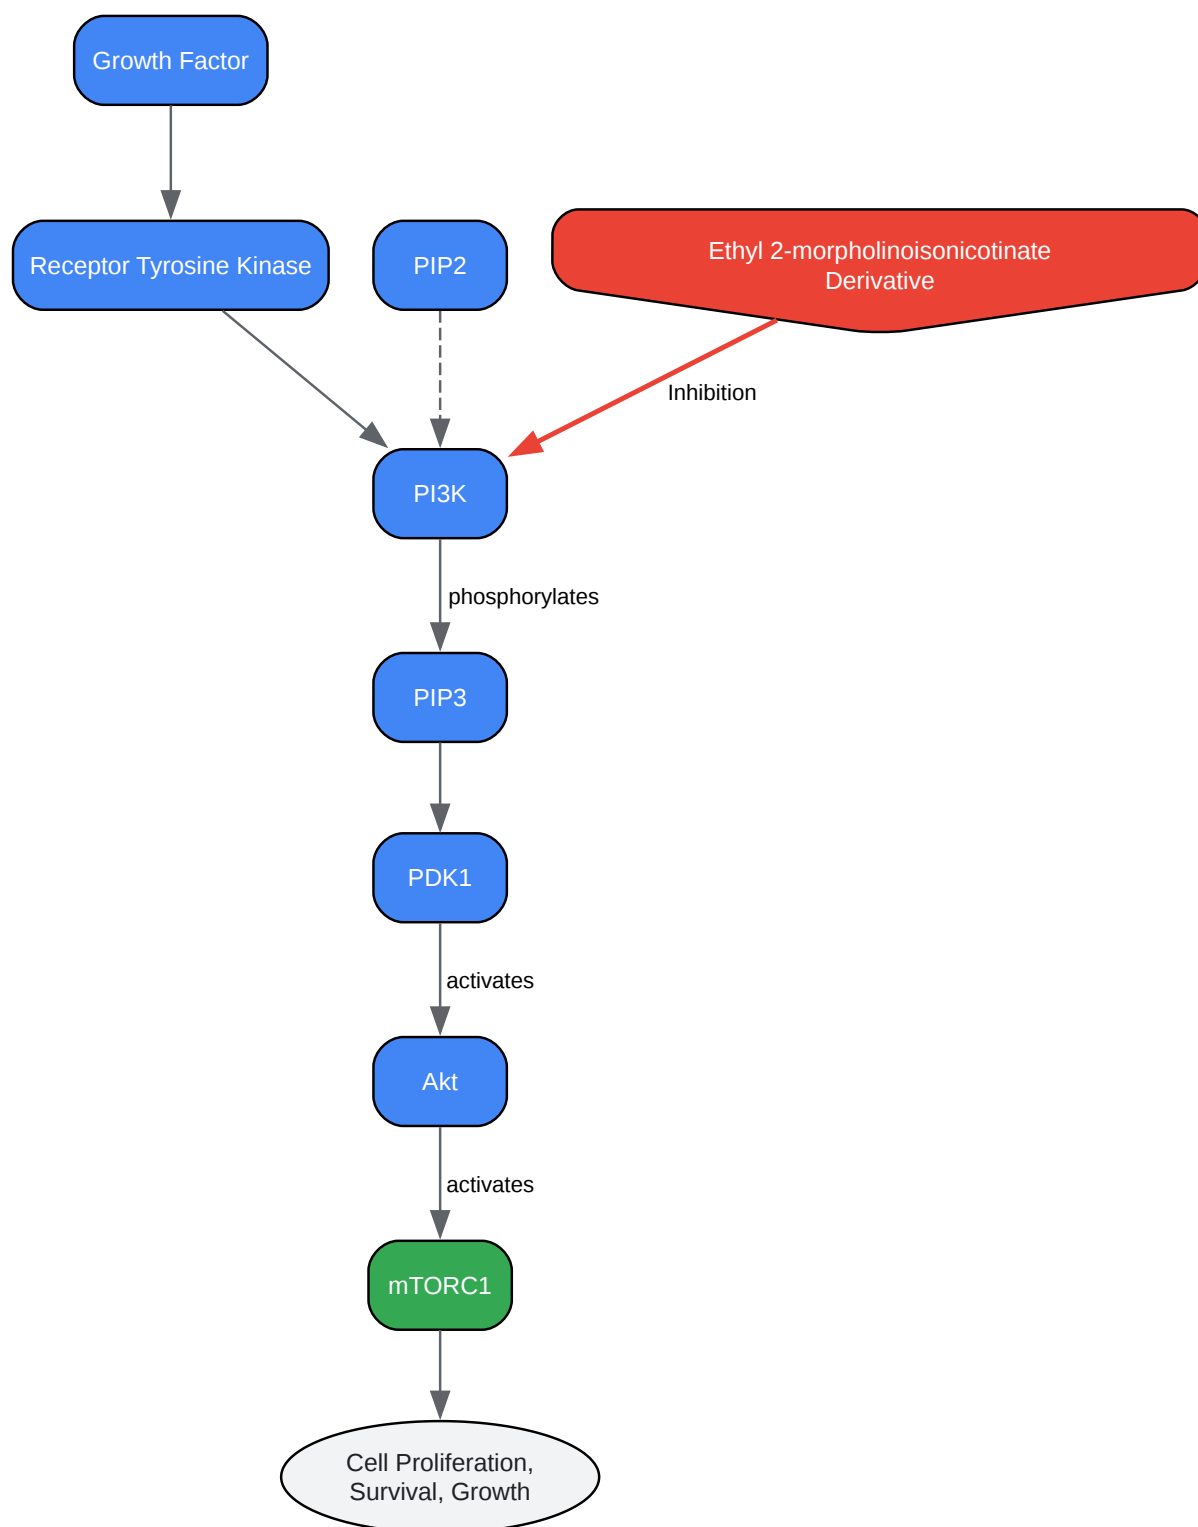 Growth Factor
Receptor Tyrosine Kinase
PIP2
Ethyl 2-morpholinoisonicotinate
Derivative
Inhibition
PI3K
phosphorylates
PIP3
PDK1
activates
Akt
activates
mTORC1
Cell Proliferation,
Survival, Growth